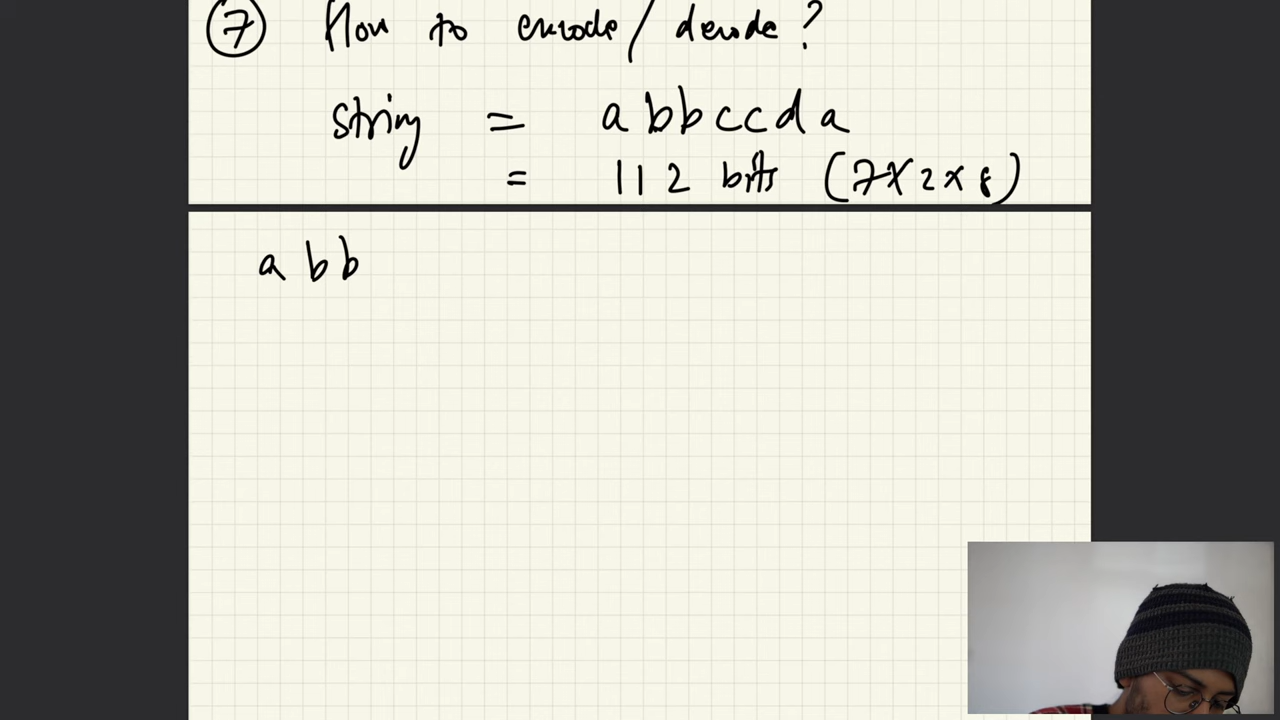 ⑦ How to encode/decode?
string = abbccda
= 112 bits (7x2x8)
abb